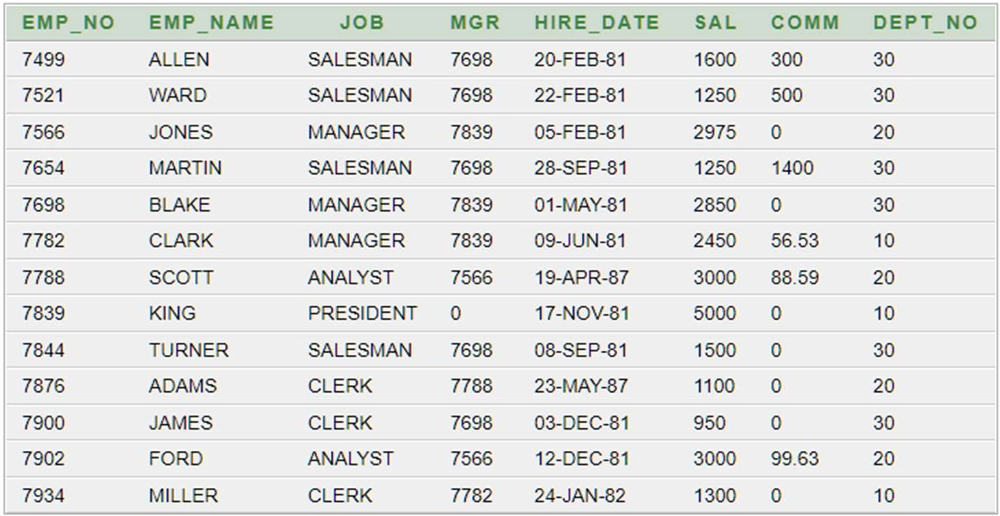 EMP_NO EMP_NAME JOB MGR HIRE_DATE SAL COMM DEPT_NO
7499 ALLEN SALESMAN 7698 20-FEB-81 1600 300 30
7521 WARD SALESMAN 7698 22-FEB-81 1250 500 30
7566 JONES MANAGER 7839 05-FEB-81 2975 0 20
7654 MARTIN SALESMAN 7698 28-SEP-81 1250 1400 30
7698 BLAKE MANAGER 7839 01-MAY-81 2850 0 30
7782 CLARK MANAGER 7839 09-JUN-81 2450 56.53 10
7788 SCOTT ANALYST 7566 19-APR-87 3000 88.59 20
7839 KING PRESIDENT 0 17-NOV-81 5000 0 10
7844 TURNER SALESMAN 7698 08-SEP-81 1500 0 30
7876 ADAMS CLERK 7788 23-MAY-87 1100 0 20
7900 JAMES CLERK 7698 03-DEC-81 950 0 30
7902 FORD ANALYST 7566 12-DEC-81 3000 99.63 20
7934 MILLER CLERK 7782 24-JAN-82 1300 0 10